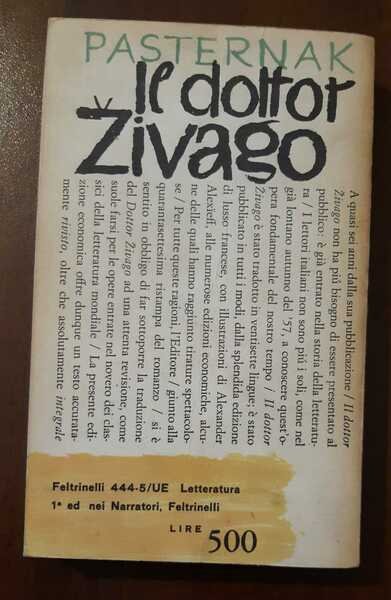 PASTERNAK
Il dottor
Živago
A quasi sei anni dalla sua pubblicazione / Il dottor
Živago non ha più bisogno di essere presentato al
pubblico: è già entrato nella storia della letteratu-
ra / I lettori italiani non sono più i soli, come nel
già lontano autunno del '57, a conoscere quest'o-
pera fondamentale del nostro tempo / Il dottor
Živago è stato tradotto in ventisette lingue; è stato
pubblicato in tutti i modi, dalla splendida edizione
di lusso francese, con illustrazioni di Alexander
Alexieff, alle numerose edizioni economiche, alcu-
ne delle quali hanno raggiunto tirature spettacolo-
se / Per tutte queste ragioni, l'Editore / giunto alla
quarantasettesima ristampa del romanzo / si è
sentito in obbligo di far sottoporre la traduzione
del Dottor Živago ad una attenta revisione, come
suole farsi per le opere entrate nel novero dei clas-
sici della letteratura mondiale / La presente edi-
zione economica offre dunque un testo accurata-
mente rivisto, oltre che assolutamente integrale
Feltrinelli 444-5/UE Letteratura
1ª ed nei Narratori, Feltrinelli
LIRE 500